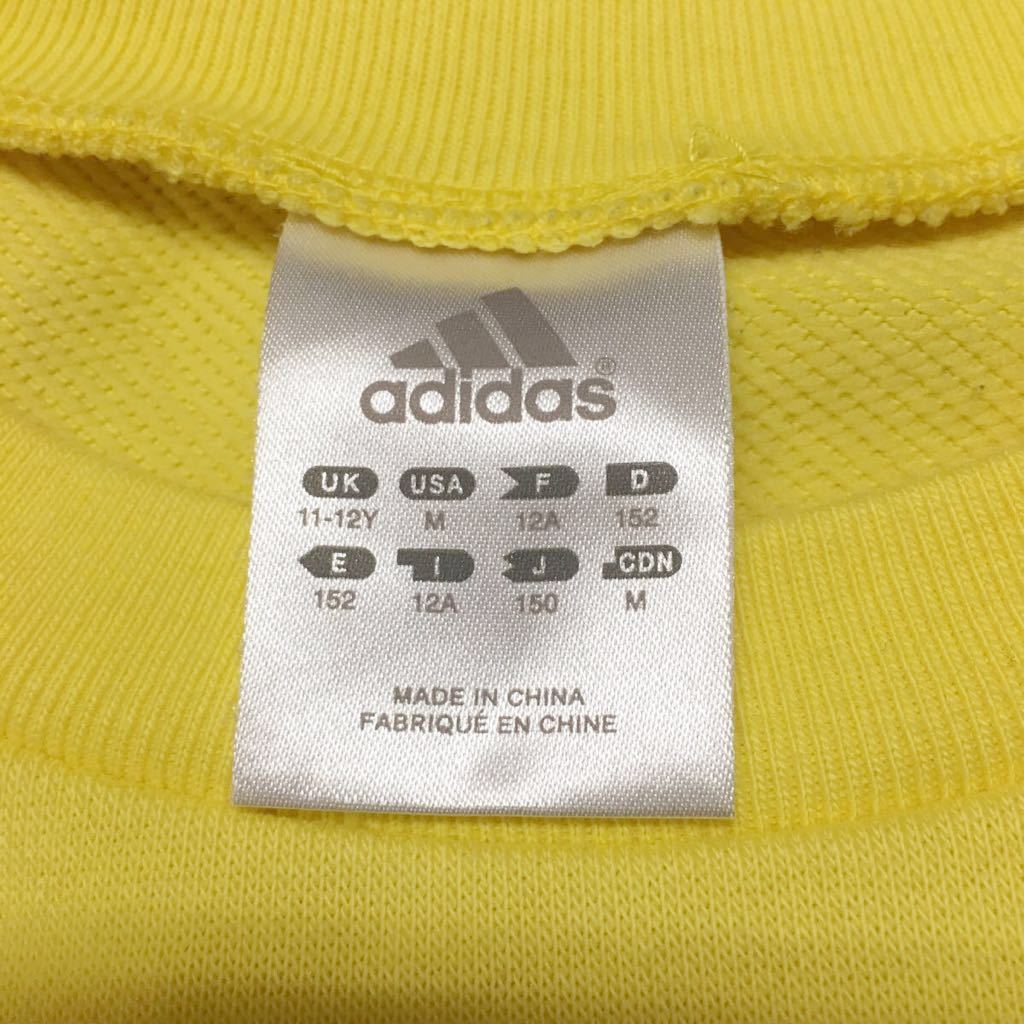 adidas®
UK USA F D
11-12Y M 12A 152
E I J CDN
152 12A 150 M
MADE IN CHINA
FABRIQUÉ EN CHINE